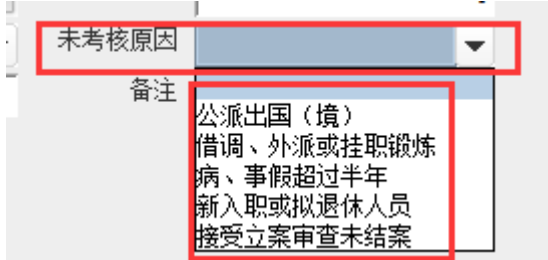 未考核原因
备注
公派出国（境）
借调、外派或挂职锻炼
病、事假超过半年
新入职或拟退休人员
接受立案审查未结案